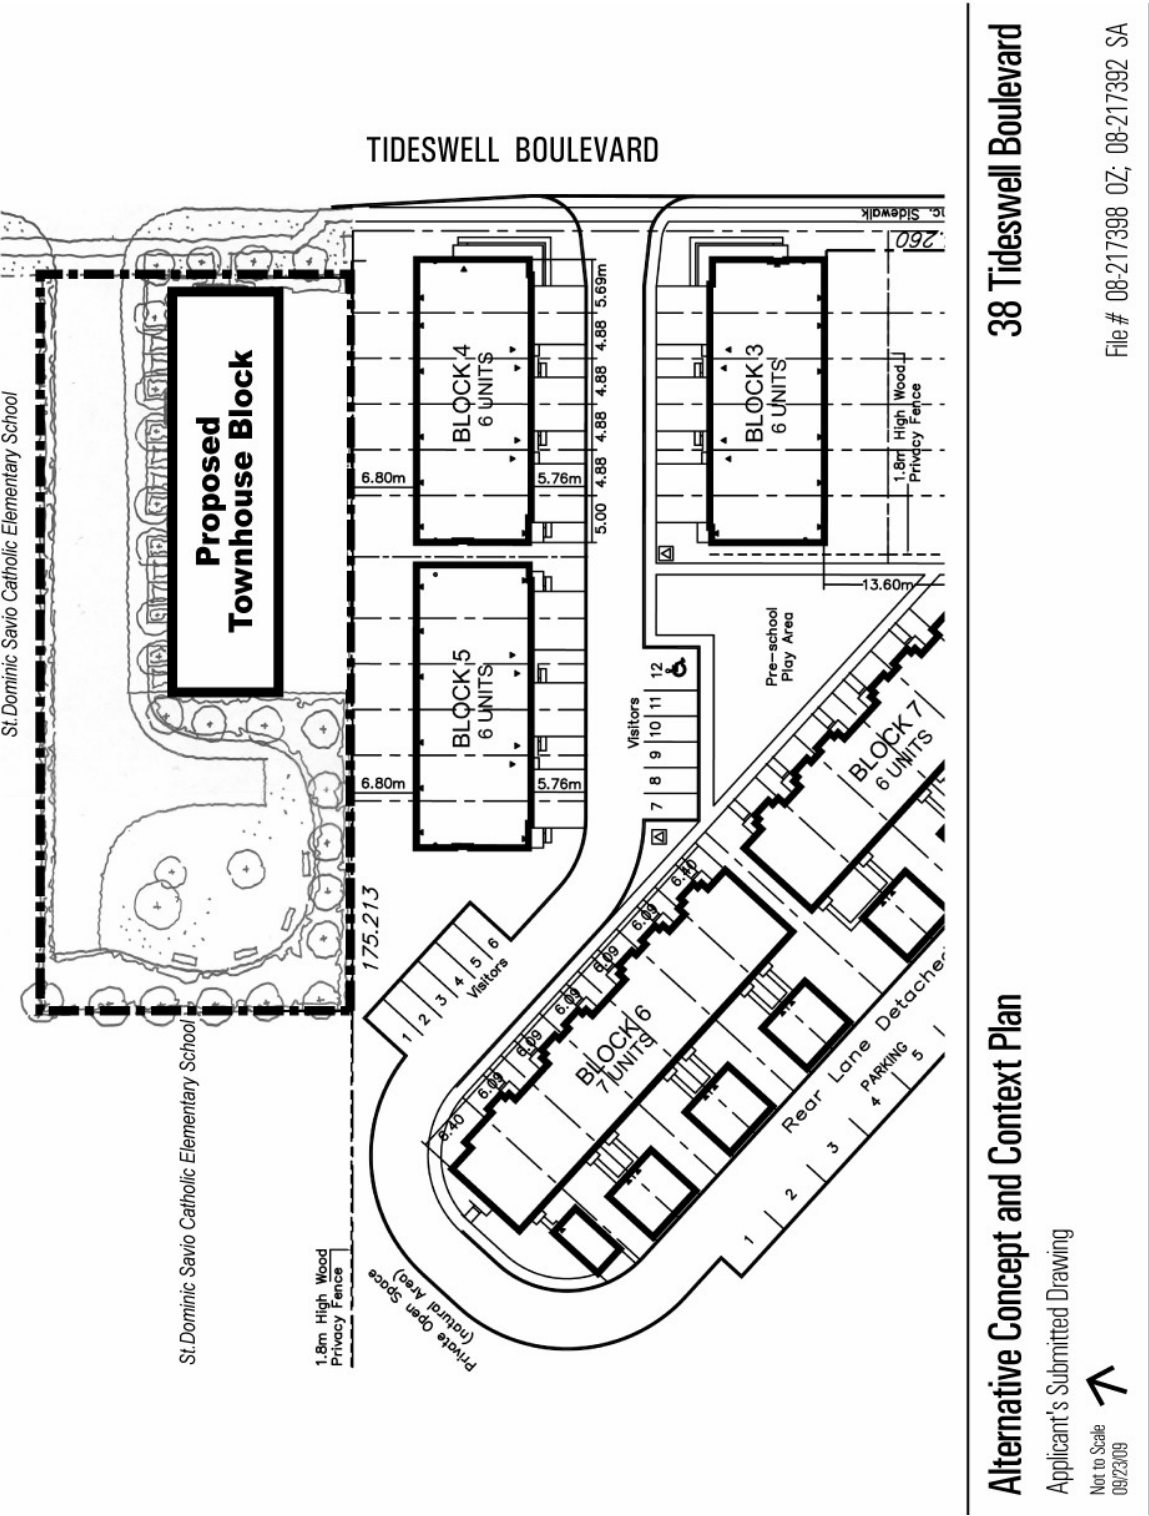 TIDESWELL BOULEVARD
St.Dominic Savio Catholic Elementary School
Proposed
Townhouse Block
nc. Sidewalk
.260
BLOCK 4
6 UNITS
5.69m
4.88
4.88
4.88
4.88
5.00
6.80m
5.76m
BLOCK 3
6 UNITS
1.8m High Wood
Privacy Fence
13.60m
BLOCK 5
6 UNITS
6.80m
5.76m
Pre-school
Play Area
Visitors
12
11
10
9
8
7
BLOCK 7
6 UNITS
175.213
6
5
4
3
2
1
Visitors
6.40
6.09
6.09
6.09
6.09
6.09
6.40
BLOCK 6
7 UNITS
Rear Lane Detached
PARKING
5
4
3
2
1
St.Dominic Savio Catholic Elementary School
1.8m High Wood
Privacy Fence
Private Open Space
(natural Area)
Alternative Concept and Context Plan
38 Tideswell Boulevard
Applicant's Submitted Drawing
File # 08-217398 OZ; 08-217392 SA
Not to Scale
09/23/09